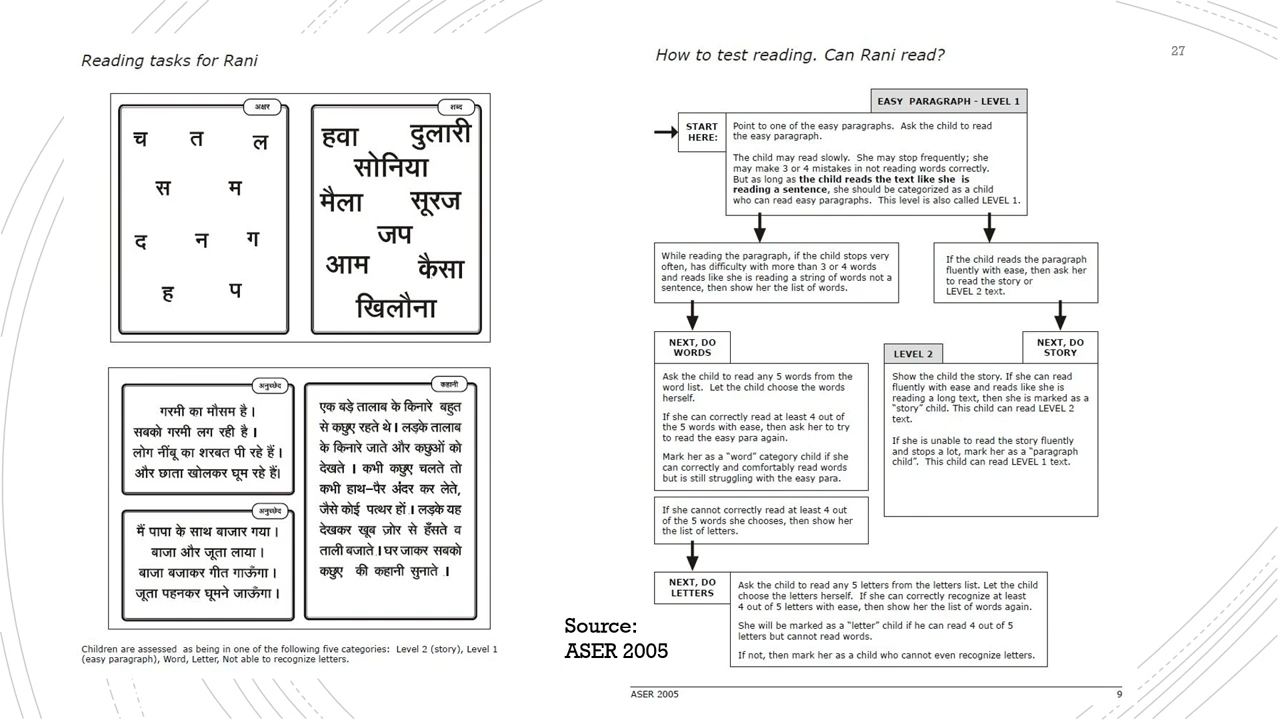 27
Reading tasks for Rani
अक्षर
च त ल
स म
द न ग
ह प
शब्द
हवा दुलारी
सोनिया
मैला सूरज
जप
आम कैसा
खिलौना
अनुच्छेद
गरमी का मौसम है।
सबको गरमी लग रही है।
लोग नींबू का शरबत पी रहे हैं।
और छाता खोलकर घूम रहे हैं।
अनुच्छेद
मैं पापा के साथ बाजार गया।
बाजा और जूता लाया।
बाजा बजाकर गीत गाऊँगा।
जूता पहनकर घूमने जाऊँगा।
कहानी
एक बड़े तालाब के किनारे बहुत
से कछुए रहते थे। लड़के तालाब
के किनारे जाते और कछुओं को
देखते । कभी कछुए चलते तो
कभी हाथ–पैर अंदर कर लेते,
जैसे कोई पत्थर हों। लड़के यह
देखकर खूब ज़ोर से हँसते व
ताली बजाते। घर जाकर सबको
कछुए की कहानी सुनाते ।
Children are assessed as being in one of the following five categories: Level 2 (story), Level 1
(easy paragraph), Word, Letter, Not able to recognize letters.
How to test reading. Can Rani read?
EASY PARAGRAPH - LEVEL 1
START
HERE:
Point to one of the easy paragraphs. Ask the child to read
the easy paragraph.
The child may read slowly. She may stop frequently; she
may make 3 or 4 mistakes in not reading words correctly.
But as long as the child reads the text like she is
reading a sentence, she should be categorized as a child
who can read easy paragraphs. This level is also called LEVEL 1.
While reading the paragraph, if the child stops very
often, has difficulty with more than 3 or 4 words
and reads like she is reading a string of words not a
sentence, then show her the list of words.
If the child reads the paragraph
fluently with ease, then ask her
to read the story or
LEVEL 2 text.
NEXT, DO
WORDS
Ask the child to read any 5 words from the
word list. Let the child choose the words
herself.
If she can correctly read at least 4 out of
the 5 words with ease, then ask her to try
to read the easy para again.
Mark her as a “word” category child if she
can correctly and comfortably read words
but is still struggling with the easy para.
If she cannot correctly read at least 4 out
of the 5 words she chooses, then show her
the list of letters.
LEVEL 2
NEXT, DO
STORY
Show the child the story. If she can read
fluently with ease and reads like she is
reading a long text, then she is marked as a
“story” child. This child can read LEVEL 2
text.
If she is unable to read the story fluently
and stops a lot, mark her as a “paragraph
child”. This child can read LEVEL 1 text.
NEXT, DO
LETTERS
Ask the child to read any 5 letters from the letters list. Let the child
choose the letters herself. If she can correctly recognize at least
4 out of 5 letters with ease, then show her the list of words again.
She will be marked as a “letter” child if he can read 4 out of 5
letters but cannot read words.
If not, then mark her as a child who cannot even recognize letters.
Source:
ASER 2005
ASER 2005
9